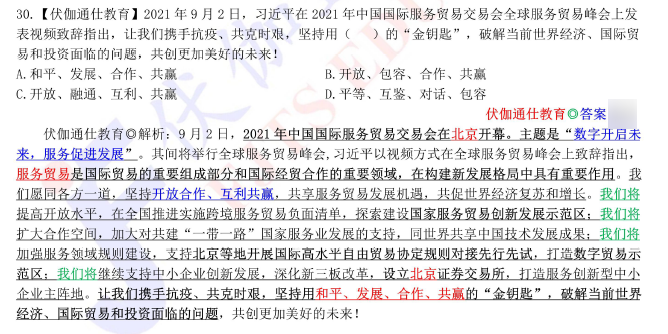 30.【伏伽通仕教育】2021 年 9 月 2 日，习近平在 2021 年中国国际服务贸易交易会全球服务贸易峰会上发
表视频致辞指出，让我们携手抗疫、共克时艰，坚持用（ ）的“金钥匙”，破解当前世界经济、国际贸
易和投资面临的问题，共创更加美好的未来！
A.和平、发展、合作、共赢 B.开放、包容、合作、共赢
C.开放、融通、互利、共赢 D.平等、互鉴、对话、包容
伏伽通仕教育◎答案
伏伽通仕教育◎解析：9 月 2 日，2021 年中国国际服务贸易交易会在北京开幕。主题是“数字开启未
来，服务促进发展”。其间将举行全球服务贸易峰会,习近平以视频方式在全球服务贸易峰会上致辞指出，
服务贸易是国际贸易的重要组成部分和国际经贸合作的重要领域，在构建新发展格局中具有重要作用。我
们愿同各方一道，坚持开放合作、互利共赢，共享服务贸易发展机遇，共促世界经济复苏和增长。我们将
提高开放水平，在全国推进实施跨境服务贸易负面清单，探索建设国家服务贸易创新发展示范区；我们将
扩大合作空间，加大对共建“一带一路”国家服务业发展的支持，同世界共享中国技术发展成果；我们将
加强服务领域规则建设，支持北京等地开展国际高水平自由贸易协定规则对接先行先试，打造数字贸易示
范区；我们将继续支持中小企业创新发展，深化新三板改革，设立北京证券交易所，打造服务创新型中小
企业主阵地。让我们携手抗疫、共克时艰，坚持用和平、发展、合作、共赢的“金钥匙”，破解当前世界
经济、国际贸易和投资面临的问题，共创更加美好的未来！